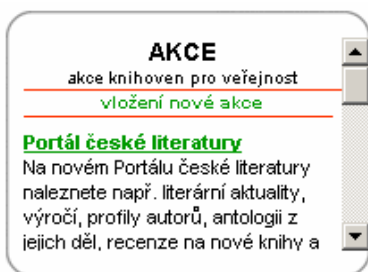 AKCE
akce knihoven pro veřejnost
vložení nové akce
Portál české literatury
Na novém Portálu české literatury
naleznete např. literární aktuality,
výročí, profily autorů, antologii z
jejich děl, recenze na nové knihy a